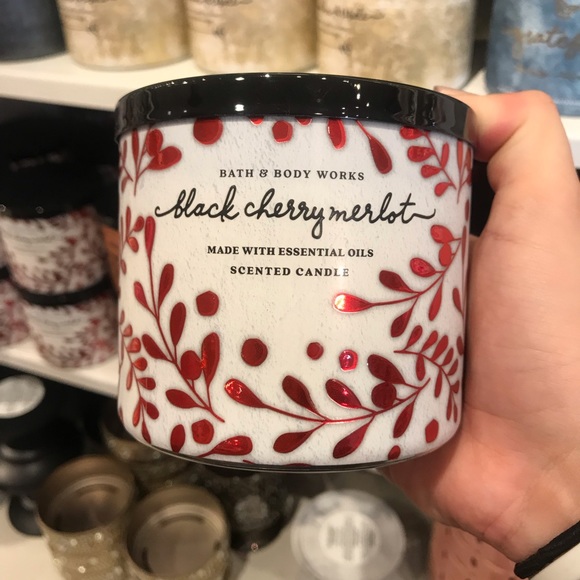 BATH & BODY WORKS
black cherry merlot
MADE WITH ESSENTIAL OILS
SCENTED CANDLE